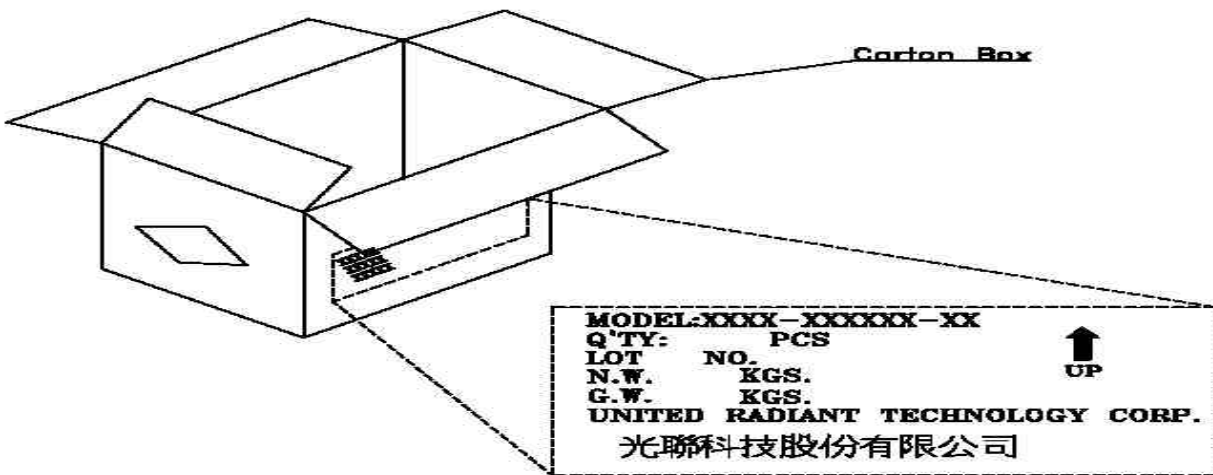 Carton Box
MODEL:XXXX-XXXXXX-XX
Q'TY: PCS
LOT NO.
N.W. KGS.
G.W. KGS.
UP
UNITED RADIANT TECHNOLOGY CORP.
光聯科技股份有限公司